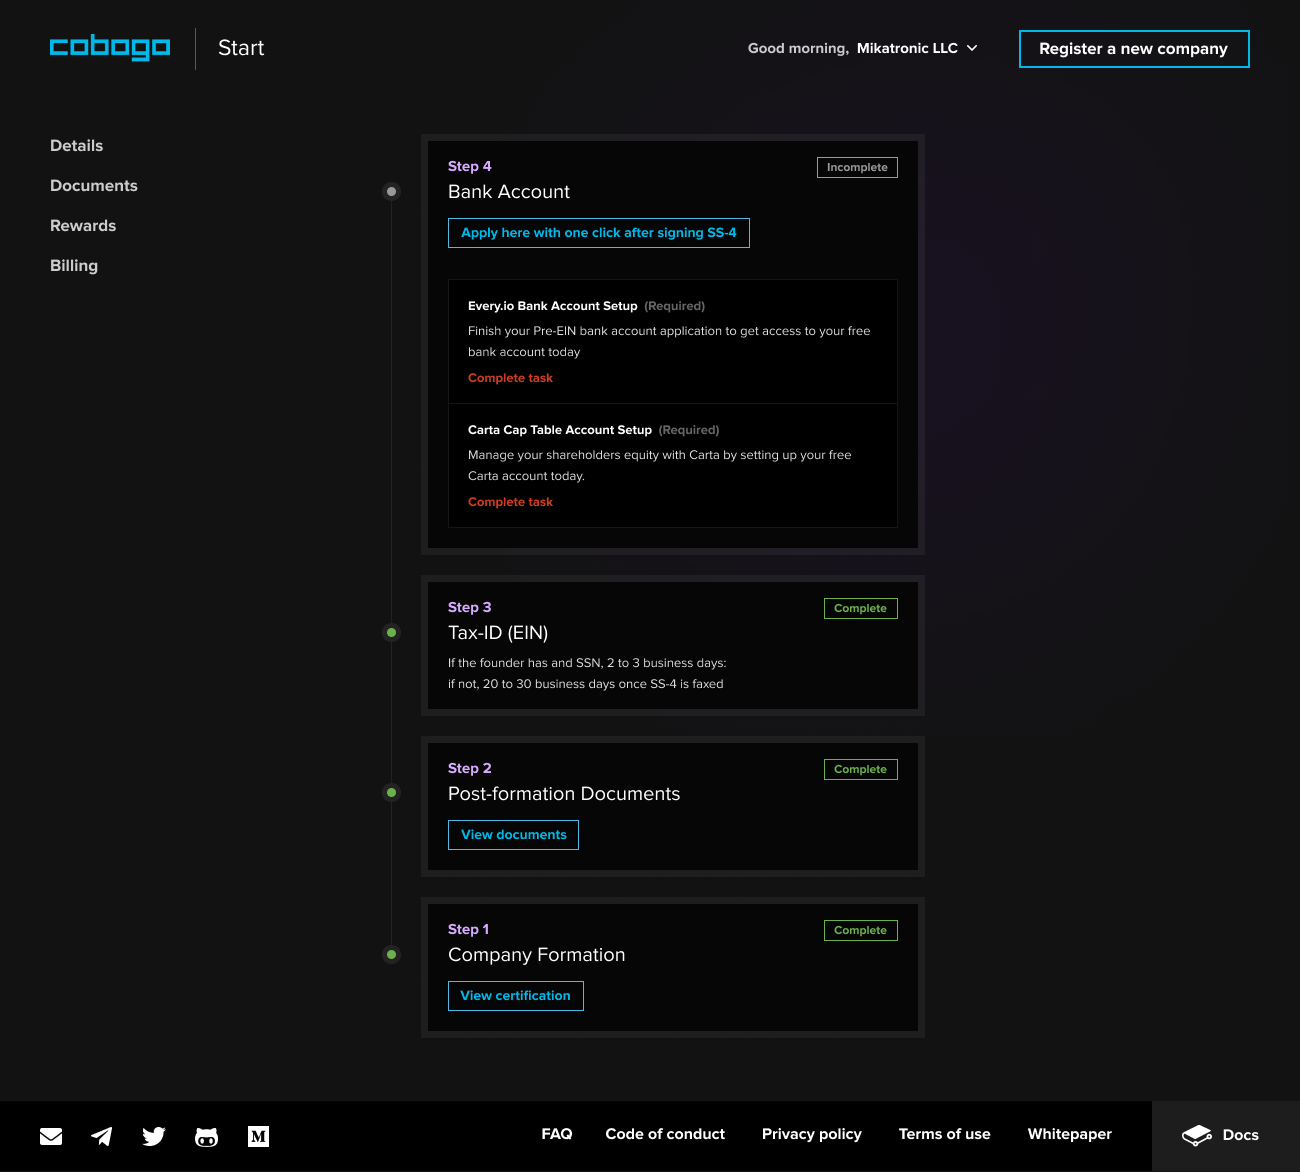 cobogo
Start
Good morning, Mikatronic LLC
Register a new company
Details
Documents
Rewards
Billing
Step 4
Incomplete
Bank Account
Apply here with one click after signing SS-4
Every.io Bank Account Setup (Required)
Finish your Pre-EIN bank account application to get access to your free
bank account today
Complete task
Carta Cap Table Account Setup (Required)
Manage your shareholders equity with Carta by setting up your free
Carta account today.
Complete task
Step 3
Complete
Tax-ID (EIN)
If the founder has and SSN, 2 to 3 business days:
if not, 20 to 30 business days once SS-4 is faxed
Step 2
Complete
Post-formation Documents
View documents
Step 1
Complete
Company Formation
View certification
M
FAQ
Code of conduct
Privacy policy
Terms of use
Whitepaper
Docs